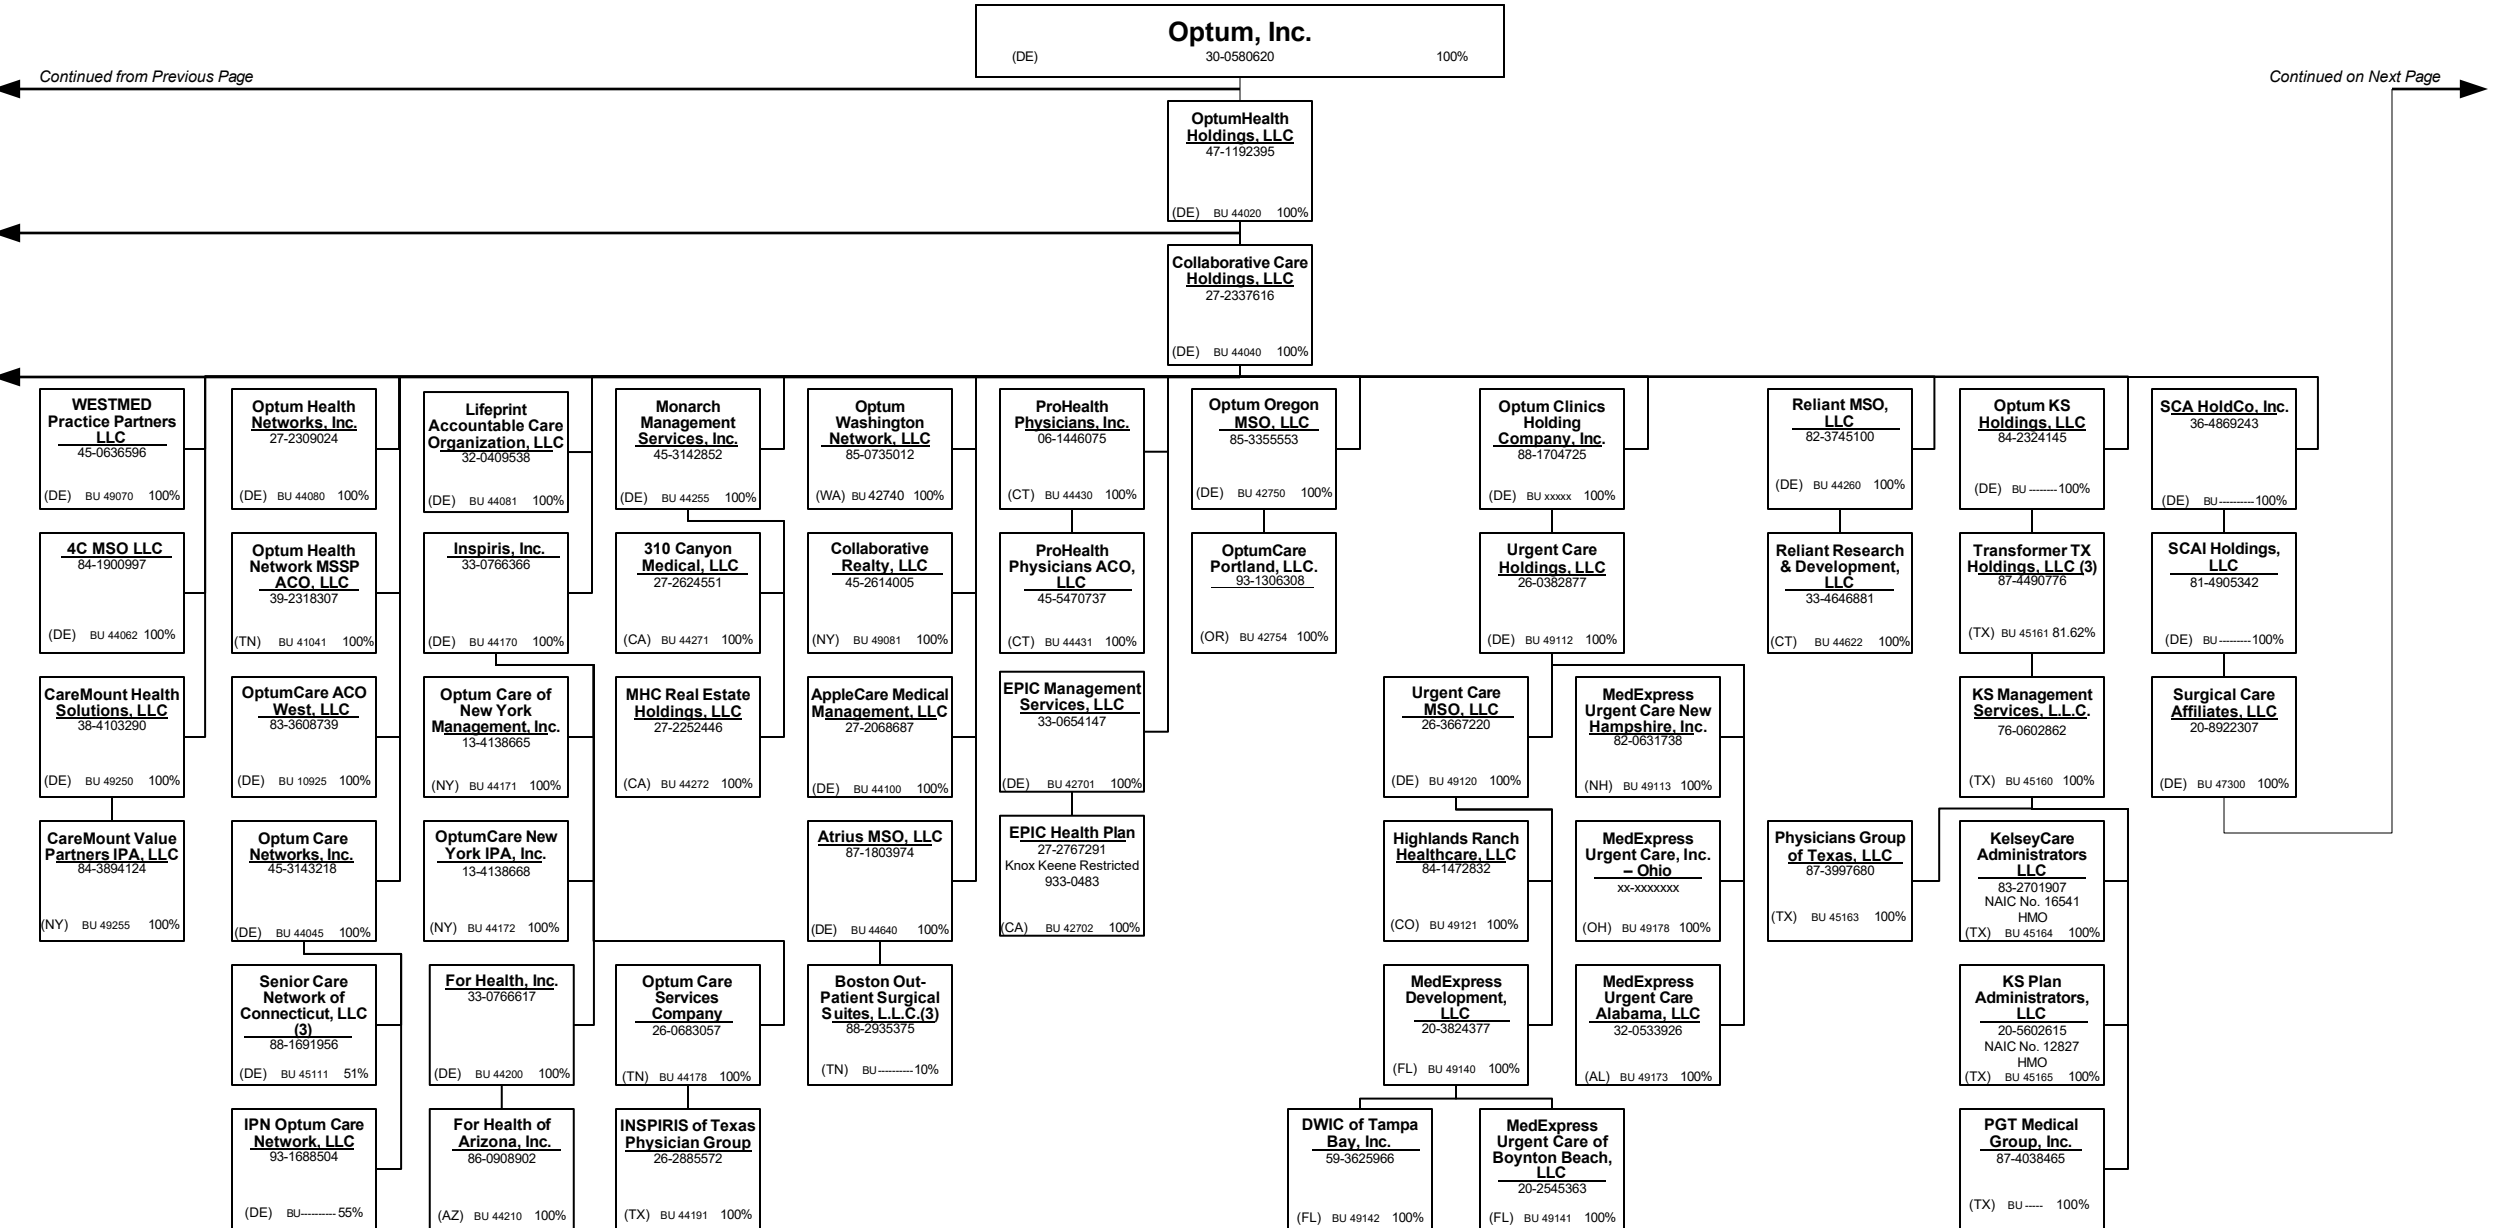 Optum, Inc.
(DE) 30-0580620 100%
Continued from Previous Page
Continued on Next Page
OptumHealth
Holdings, LLC
47-1192395
(DE) BU 44020 100%
Collaborative Care
Holdings, LLC
27-2337616
(DE) BU 44040 100%
WESTMED
Practice Partners
LLC
45-0636596
(DE) BU 49070 100%
Optum Health
Networks, Inc.
27-2309024
(DE) BU 44080 100%
Lifeprint
Accountable Care
Organization, LLC
32-0409538
(DE) BU 44081 100%
Monarch
Management
Services, Inc.
45-3142852
(DE) BU 44255 100%
Optum
Washington
Network, LLC
85-0735012
(WA) BU 42740 100%
ProHealth
Physicians, Inc.
06-1446075
(CT) BU 44430 100%
Optum Oregon
MSO, LLC
85-3355553
(DE) BU 42750 100%
Optum Clinics
Holding
Company, Inc.
88-1704725
(DE) BU xxxxx 100%
Reliant MSO,
LLC
82-3745100
(DE) BU 44260 100%
Optum KS
Holdings, LLC
84-2324145
(DE) BU -------- 100%
SCA HoldCo, Inc.
36-4869243
(DE) BU ---------- 100%
4C MSO LLC
84-1900997
(DE) BU 44062 100%
Optum Health
Network MSSP
ACO, LLC
39-2318307
(TN) BU 41041 100%
Inspiris, Inc.
33-0766366
(DE) BU 44170 100%
310 Canyon
Medical, LLC
27-2624551
(CA) BU 44271 100%
Collaborative
Realty, LLC
45-2614005
(NY) BU 49081 100%
ProHealth
Physicians ACO,
LLC
45-5470737
(CT) BU 44431 100%
OptumCare
Portland, LLC.
93-1306308
(OR) BU 42754 100%
Urgent Care
Holdings, LLC
26-0382877
(DE) BU 49112 100%
Reliant Research
& Development,
LLC
33-4646881
(CT) BU 44622 100%
Transformer TX
Holdings, LLC (3)
87-4490776
(TX) BU 45161 81.62%
SCAI Holdings,
LLC
81-4905342
(DE) BU --------- 100%
CareMount Health
Solutions, LLC
38-4103290
(DE) BU 49250 100%
OptumCare ACO
West, LLC
83-3608739
(DE) BU 10925 100%
Optum Care of
New York
Management, Inc.
13-4138665
(NY) BU 44171 100%
MHC Real Estate
Holdings, LLC
27-2252446
(CA) BU 44272 100%
AppleCare Medical
Management, LLC
27-2068687
(DE) BU 44100 100%
EPIC Management
Services, LLC
33-0654147
(DE) BU 42701 100%
Urgent Care
MSO, LLC
26-3667220
(DE) BU 49120 100%
MedExpress
Urgent Care New
Hampshire, Inc.
82-0631738
(NH) BU 49113 100%
KS Management
Services, L.L.C.
76-0602862
(TX) BU 45160 100%
Surgical Care
Affiliates, LLC
20-8922307
(DE) BU 47300 100%
CareMount Value
Partners IPA, LLC
84-3894124
(NY) BU 49255 100%
Optum Care
Networks, Inc.
45-3143218
(DE) BU 44045 100%
OptumCare New
York IPA, Inc.
13-4138668
(NY) BU 44172 100%
Atrius MSO, LLC
87-1803974
(DE) BU 44640 100%
EPIC Health Plan
27-2767291
Knox Keene Restricted
933-0483
(CA) BU 42702 100%
Highlands Ranch
Healthcare, LLC
84-1472832
(CO) BU 49121 100%
MedExpress
Urgent Care, Inc.
– Ohio
xx-xxxxxxx
(OH) BU 49178 100%
Physicians Group
of Texas, LLC
87-3997680
(TX) BU 45163 100%
KelseyCare
Administrators
LLC
83-2701907
NAIC No. 16541
HMO
(TX) BU 45164 100%
Senior Care
Network of
Connecticut, LLC
(3)
88-1691956
(DE) BU 45111 51%
For Health, Inc.
33-0766617
(DE) BU 44200 100%
Optum Care
Services
Company
26-0683057
(TN) BU 44178 100%
Boston Out-
Patient Surgical
Suites, L.L.C.(3)
88-2935375
(TN) BU ---------- 10%
MedExpress
Development,
LLC
20-3824377
(FL) BU 49140 100%
MedExpress
Urgent Care
Alabama, LLC
32-0533926
(AL) BU 49173 100%
KS Plan
Administrators,
LLC
20-5602615
NAIC No. 12827
HMO
(TX) BU 45165 100%
IPN Optum Care
Network, LLC
93-1688504
(DE) BU---------- 55%
For Health of
Arizona, Inc.
86-0908902
(AZ) BU 44210 100%
INSPIRIS of Texas
Physician Group
26-2885572
(TX) BU 44191 100%
DWIC of Tampa
Bay, Inc.
59-3625966
(FL) BU 49142 100%
MedExpress
Urgent Care of
Boynton Beach,
LLC
20-2545363
(FL) BU 49141 100%
PGT Medical
Group, Inc.
87-4038465
(TX) BU ----- 100%